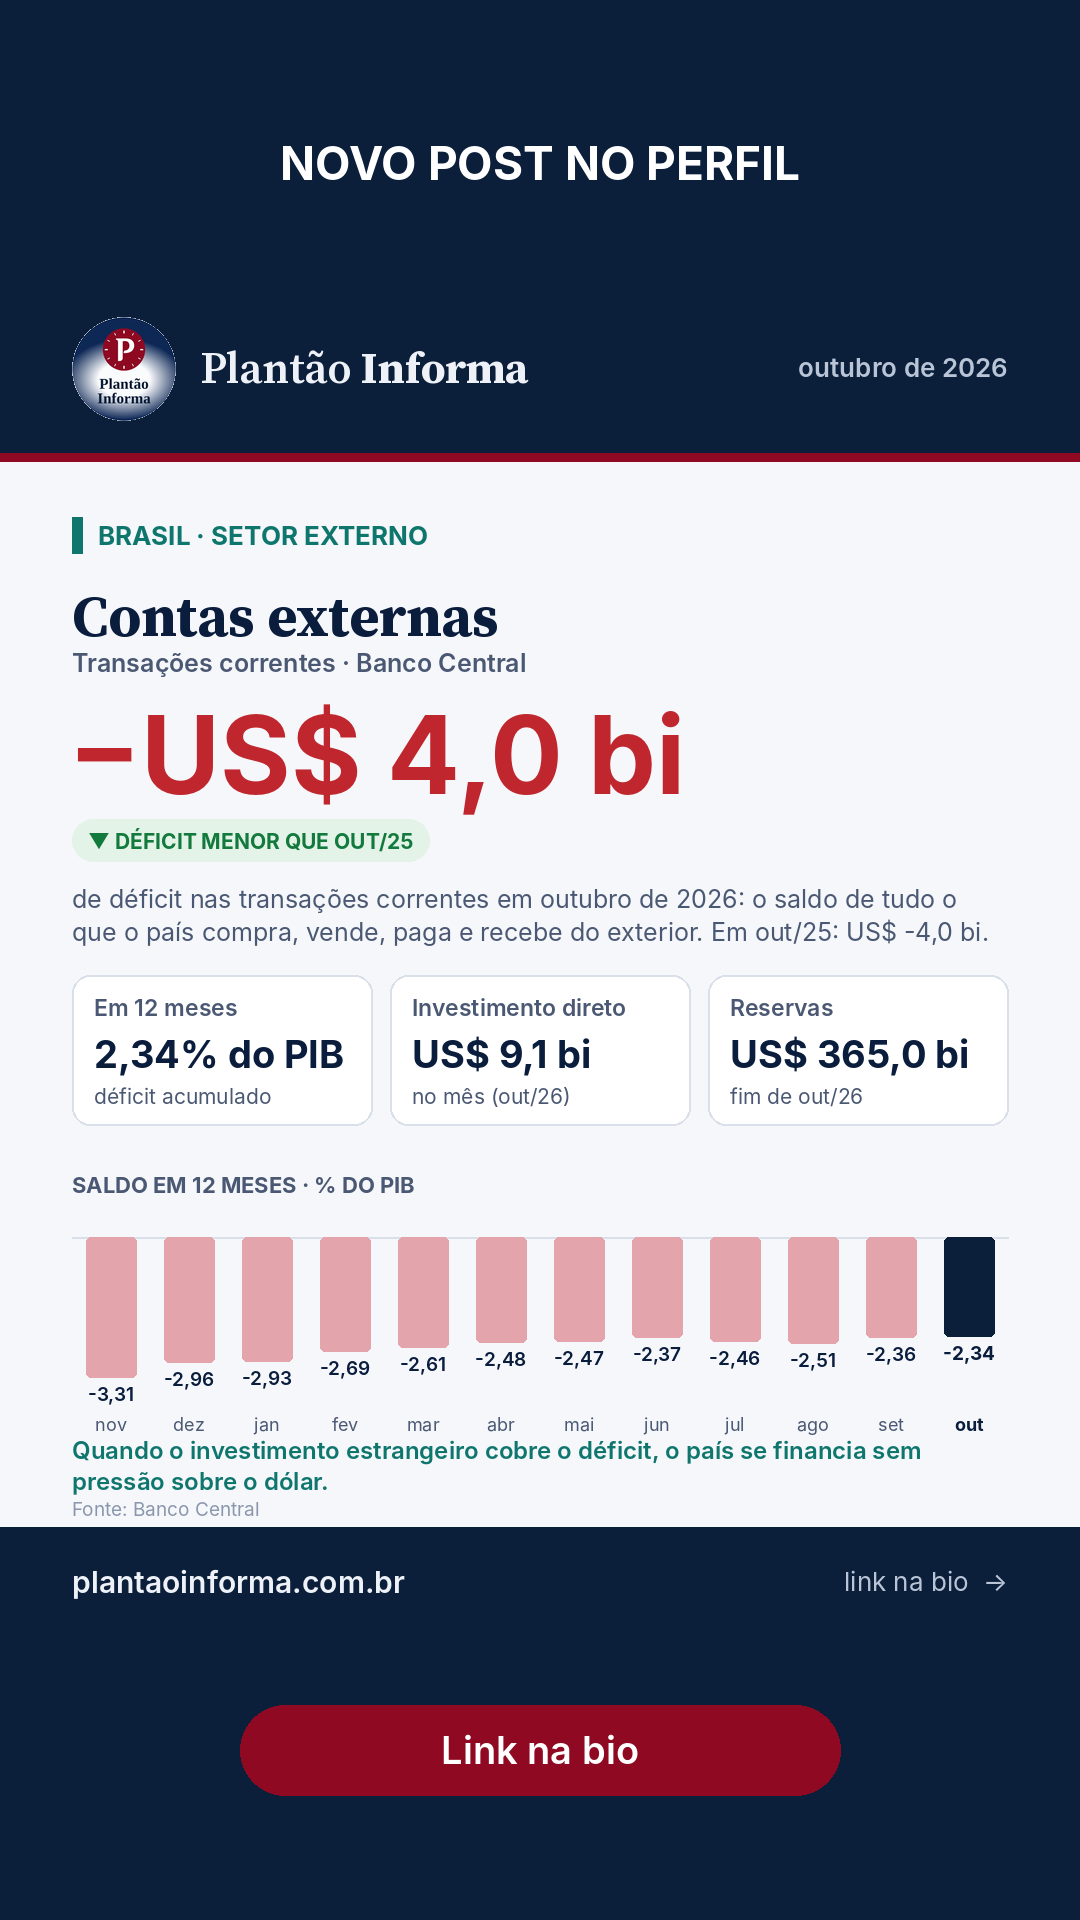 NOVO POST NO PERFIL
P
Plantão
Informa
Plantão Informa
outubro de 2026
BRASIL · SETOR EXTERNO
Contas externas
Transações correntes · Banco Central
−US$ 4,0 bi
▼ DÉFICIT MENOR QUE OUT/25
de déficit nas transações correntes em outubro de 2026: o saldo de tudo o
que o país compra, vende, paga e recebe do exterior. Em out/25: US$ -4,0 bi.
Em 12 meses
2,34% do PIB
déficit acumulado
Investimento direto
US$ 9,1 bi
no mês (out/26)
Reservas
US$ 365,0 bi
fim de out/26
SALDO EM 12 MESES · % DO PIB
-3,31 -2,96 -2,93 -2,69 -2,61 -2,48 -2,47 -2,37 -2,46 -2,51 -2,36 -2,34
nov dez jan fev mar abr mai jun jul ago set out
Quando o investimento estrangeiro cobre o déficit, o país se financia sem
pressão sobre o dólar.
Fonte: Banco Central
plantaoinforma.com.br
link na bio →
Link na bio